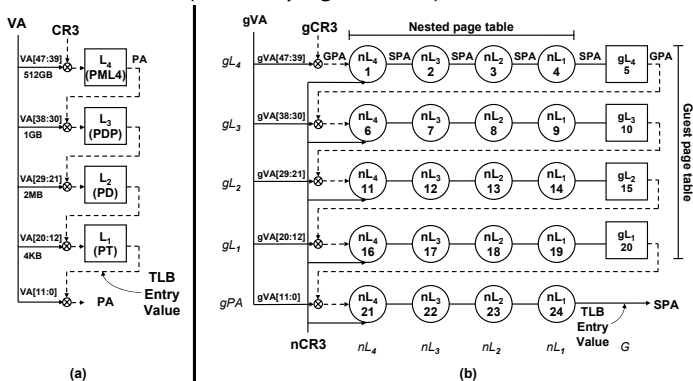 VA
CR3
PA
VA[47:39]
512GB
L4
(PML4)
VA[38:30]
1GB
L3
(PDP)
VA[29:21]
2MB
L2
(PD)
VA[20:12]
4KB
L1
(PT)
VA[11:0]
PA
TLB
Entry
Value
(a)
gVA
gCR3
Nested page table
gL4
gVA[47:39]
GPA
nL4
1
SPA
nL3
2
SPA
nL2
3
SPA
nL1
4
SPA
gL4
5
GPA
gL3
gVA[38:30]
nL4
6
nL3
7
nL2
8
nL1
9
gL3
10
gL2
gVA[29:21]
nL4
11
nL3
12
nL2
13
nL1
14
gL2
15
gL1
gVA[20:12]
nL4
16
nL3
17
nL2
18
nL1
19
gL1
20
Guest page table
gPA
gVA[11:0]
nL4
21
nL3
22
nL2
23
nL1
24
SPA
TLB
Entry
Value
nCR3
nL4
nL3
nL2
nL1
G
(b)